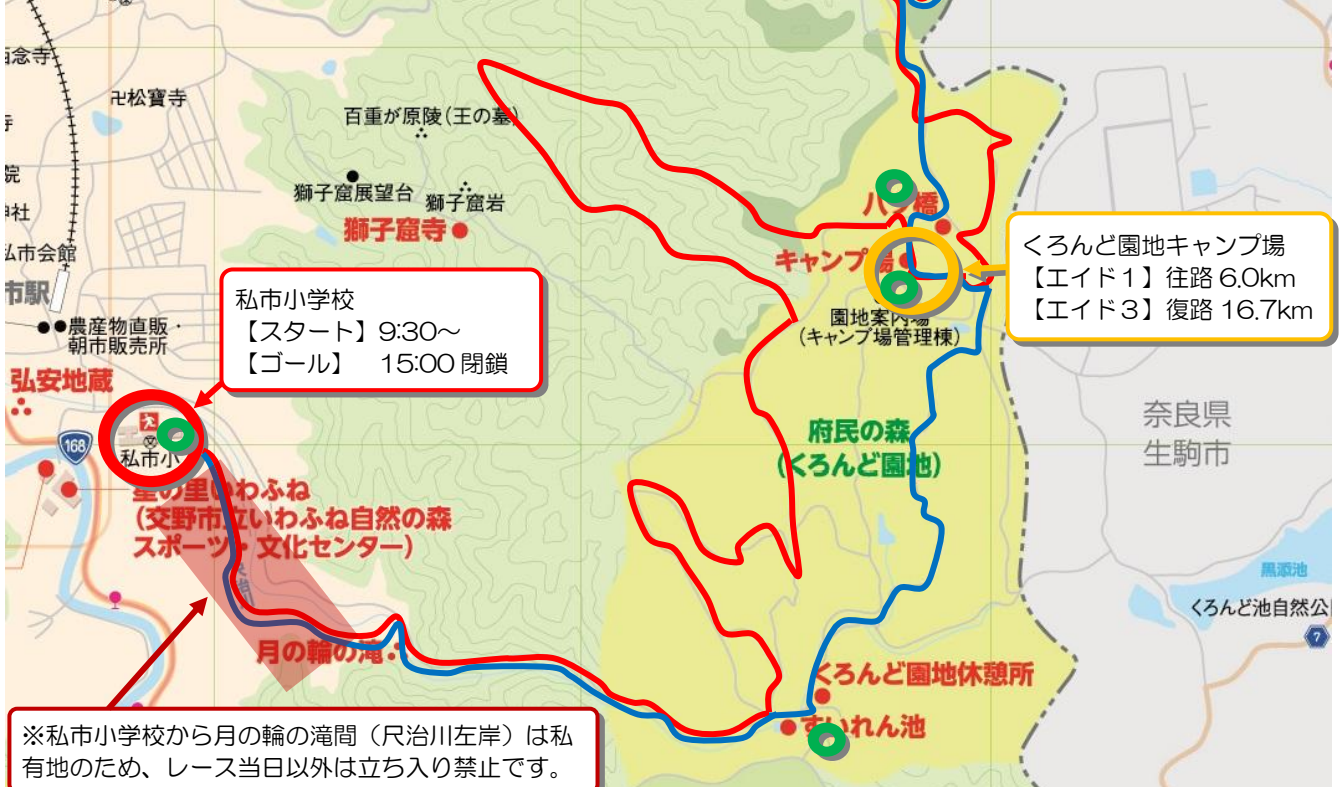 卍松寶寺
百重が原陵(王の墓)
獅子窟展望台
獅子窟岩
獅子窟寺
私市会館
市駅
農産物直販・
朝市販売所
弘安地蔵
168
私市小
私市小学校
【スタート】9:30～
【ゴール】 15:00 閉鎖
星の里いわふね
(交野市立いわふね自然の森
スポーツ・文化センター)
月の輪の滝
※私市小学校から月の輪の滝間（尺治川左岸）は私
有地のため、レース当日以外は立ち入り禁止です。
八ツ橋
キャンプ場
園地案内場
(キャンプ場管理棟)
くろんど園地キャンプ場
【エイド1】往路 6.0km
【エイド3】復路 16.7km
府民の森
(くろんど園地)
くろんど園地休憩所
すいれん池
奈良県
生駒市
黒添池
くろんど池自然公
7